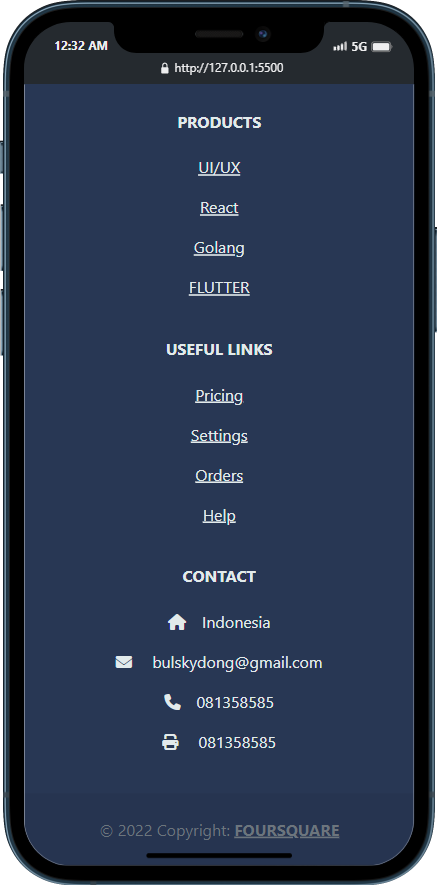 12:32 AM 5G
http://127.0.0.1:5500
PRODUCTS
UI/UX
React
Golang
FLUTTER
USEFUL LINKS
Pricing
Settings
Orders
Help
CONTACT
Indonesia
bulskydong@gmail.com
081358585
081358585
© 2022 Copyright: FOURSQUARE